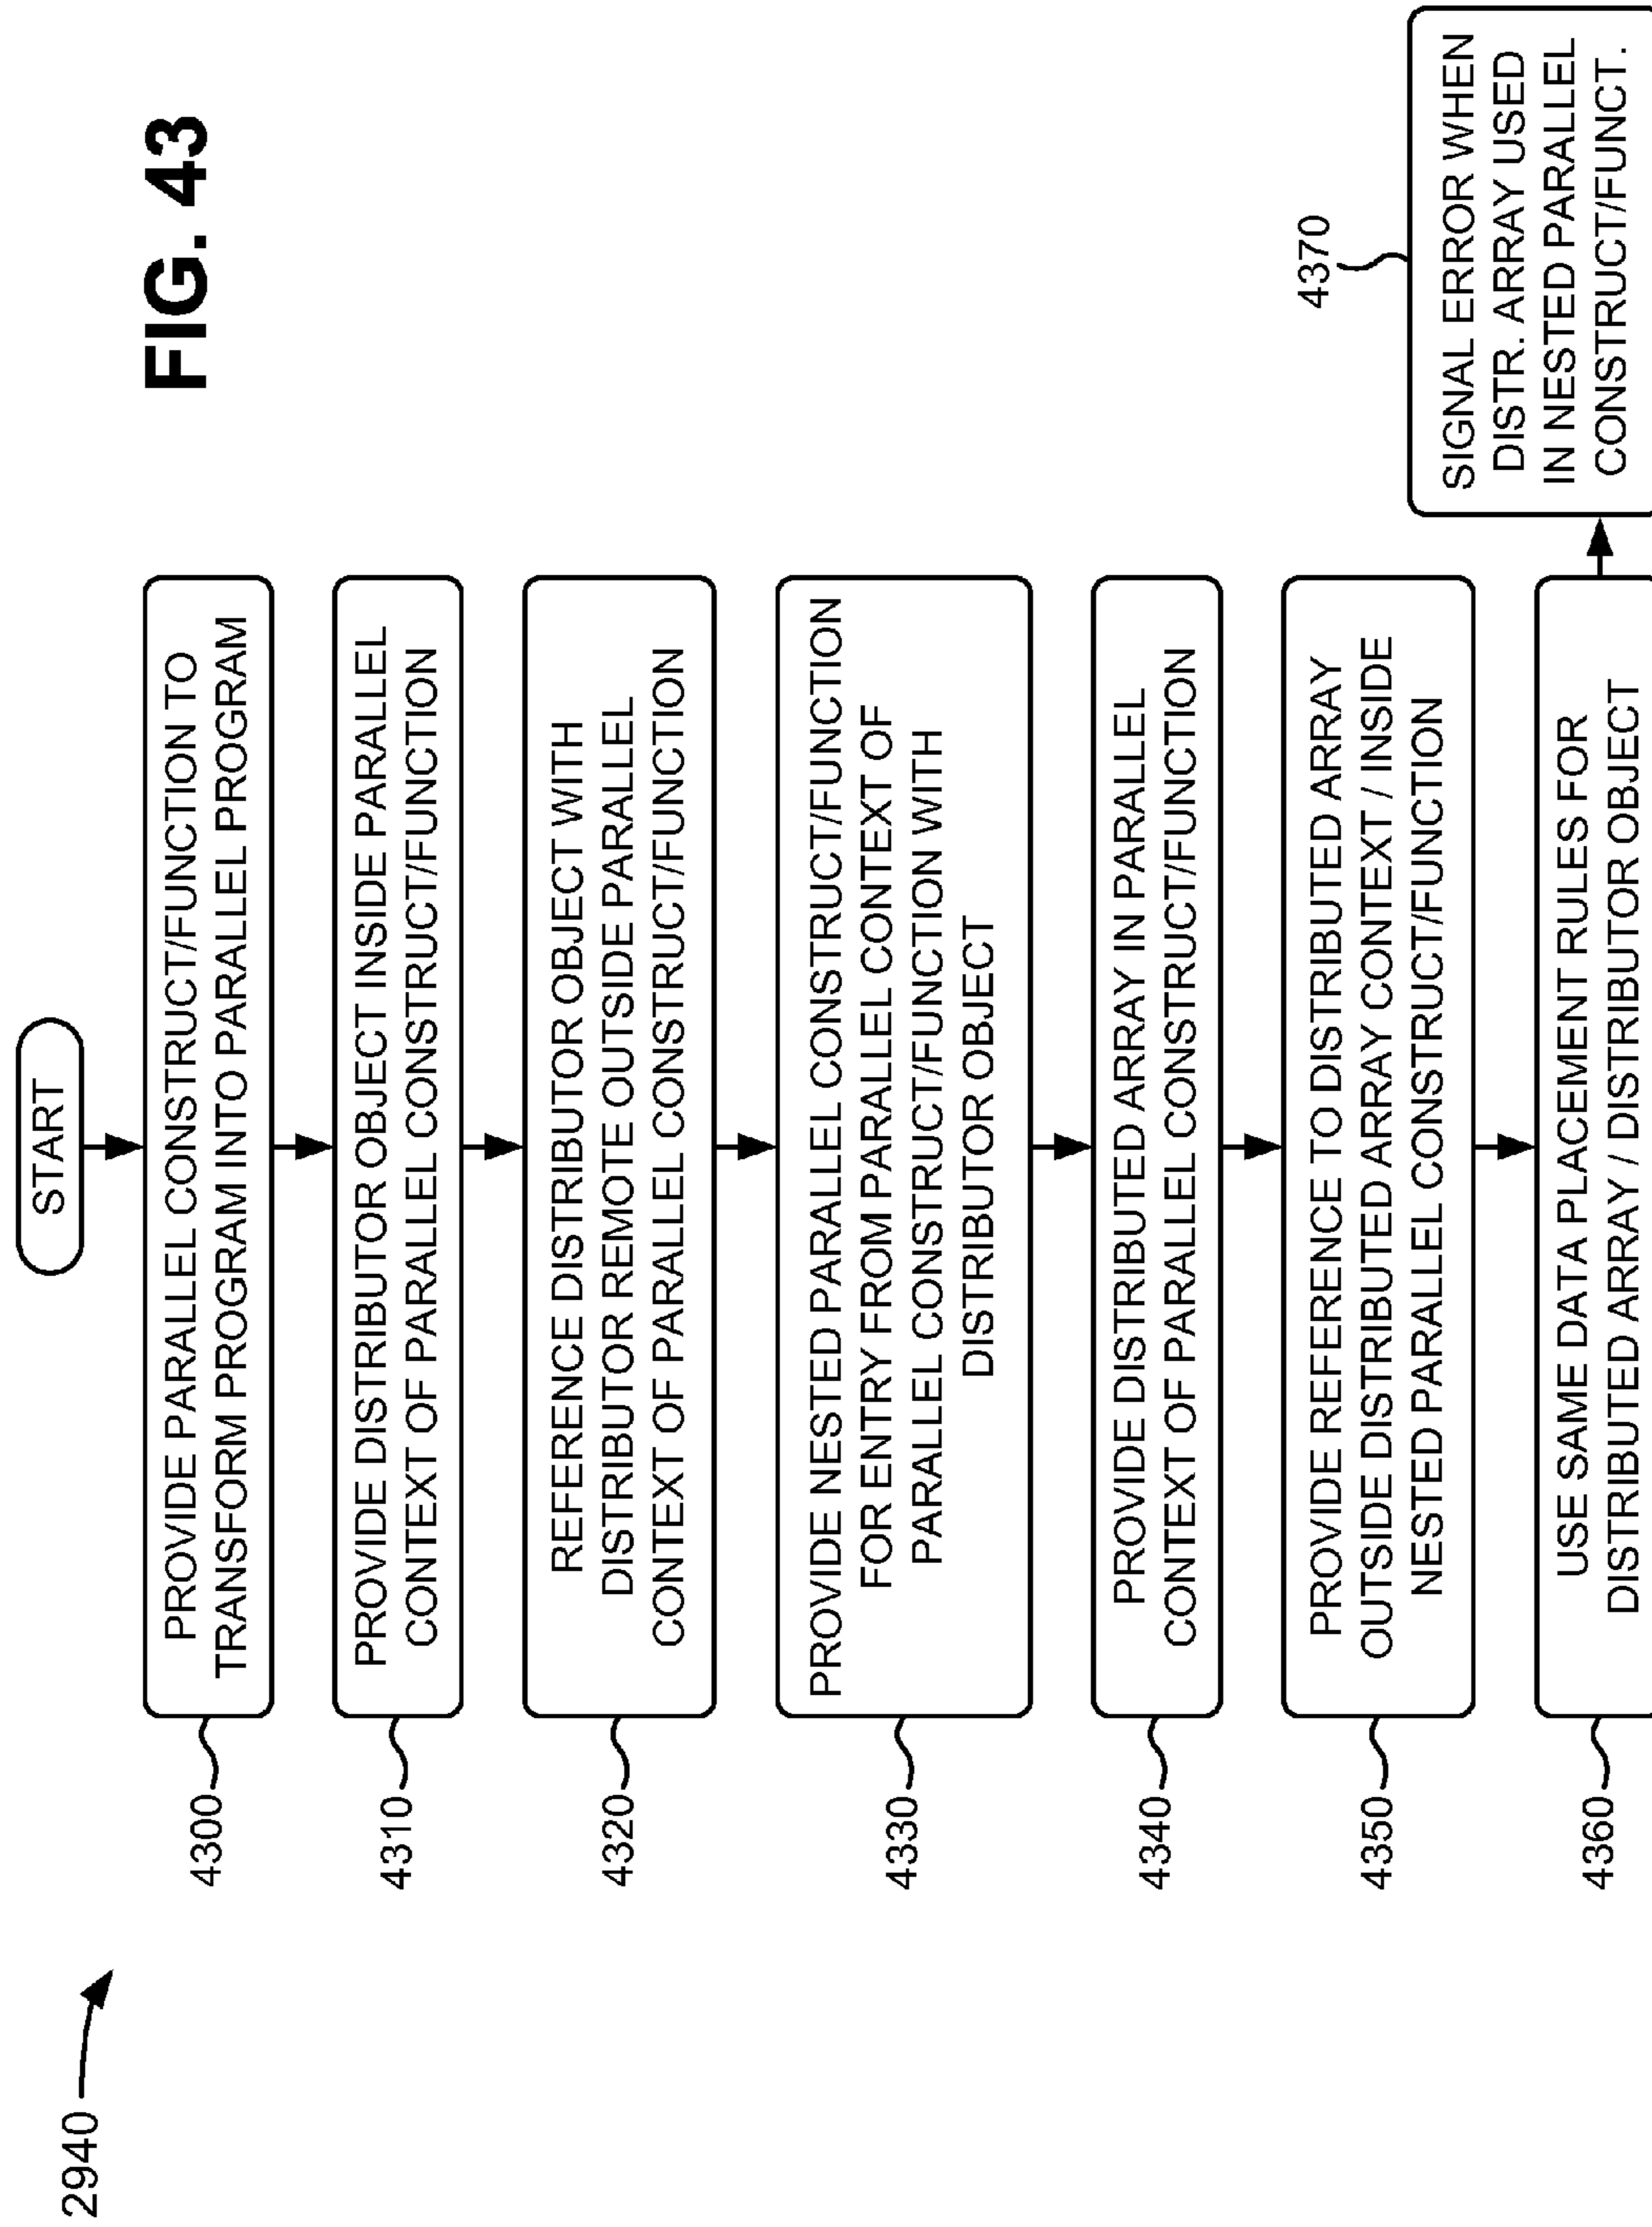 2940
FIG. 43
START
4300
PROVIDE PARALLEL CONSTRUCT/FUNCTION TO
TRANSFORM PROGRAM INTO PARALLEL PROGRAM
4310
PROVIDE DISTRIBUTOR OBJECT INSIDE PARALLEL
CONTEXT OF PARALLEL CONSTRUCT/FUNCTION
4320
REFERENCE DISTRIBUTOR OBJECT WITH
DISTRIBUTOR REMOTE OUTSIDE PARALLEL
CONTEXT OF PARALLEL CONSTRUCT/FUNCTION
4330
PROVIDE NESTED PARALLEL CONSTRUCT/FUNCTION
FOR ENTRY FROM PARALLEL CONTEXT OF
PARALLEL CONSTRUCT/FUNCTION WITH
DISTRIBUTOR OBJECT
4340
PROVIDE DISTRIBUTED ARRAY IN PARALLEL
CONTEXT OF PARALLEL CONSTRUCT/FUNCTION
4350
PROVIDE REFERENCE TO DISTRIBUTED ARRAY
OUTSIDE DISTRIBUTED ARRAY CONTEXT / INSIDE
NESTED PARALLEL CONSTRUCT/FUNCTION
4360
USE SAME DATA PLACEMENT RULES FOR
DISTRIBUTED ARRAY / DISTRIBUTOR OBJECT
4370
SIGNAL ERROR WHEN
DISTR. ARRAY USED
IN NESTED PARALLEL
CONSTRUCT/FUNCT.